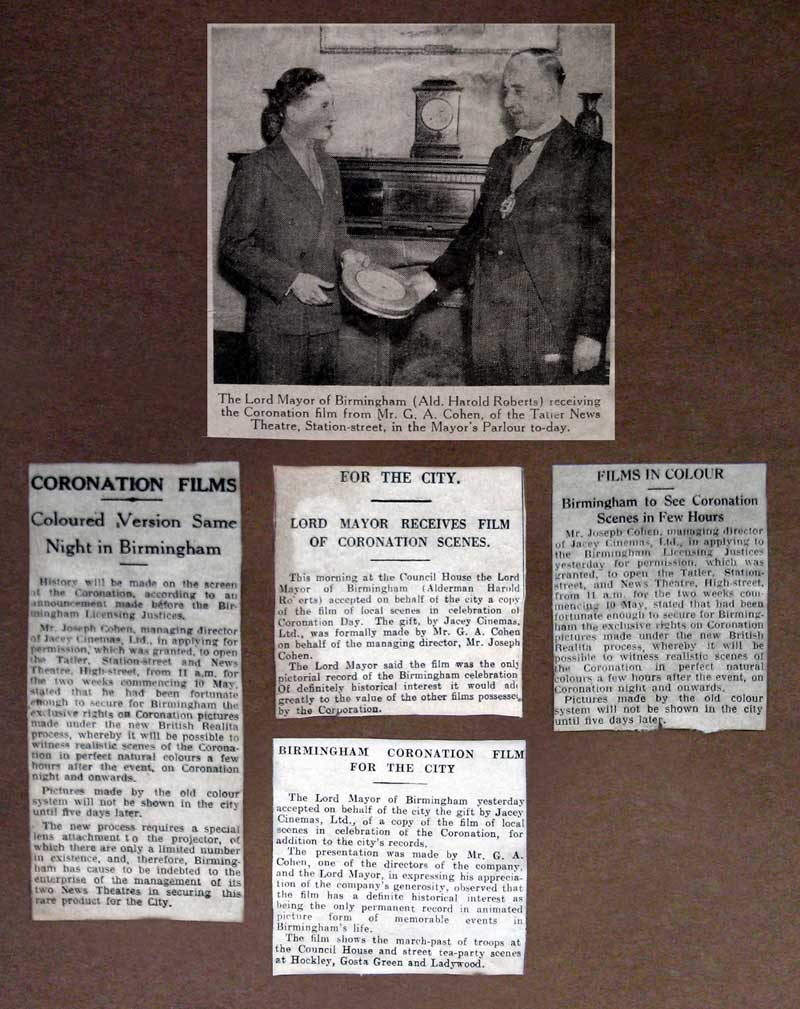 The Lord Mayor of Birmingham (Ald. Harold Roberts) receiving
the Coronation film from Mr. G. A. Cohen, of the Tatler News
Theatre, Station-street, in the Mayor's Parlour to-day.
CORONATION FILMS
Coloured Version Same
Night in Birmingham
History will be made on the screen
at the Coronation, according to an
announcement made before the Bir-
mingham Licensing Justices.
Mr. Joseph Cohen, managing director
of Jacey Cinemas, Ltd., in applying for
permission, which was granted, to open
the Tatler, Station-street and News
Theatre, High-street, from 11 a.m. for
the two weeks commencing 10 May,
stated that he had been fortunate
enough to secure for Birmingham the
exclusive rights on Coronation pictures
made under the new British Realita
process, whereby it will be possible to
witness realistic scenes of the Corona-
tion in perfect natural colours a few
hours after the event, on Coronation
night and onwards.
Pictures made by the old colour
system will not be shown in the city
until five days later.
The new process requires a special
lens attachment to the projector, of
which there are only a limited number
in existence, and, therefore, Birming-
ham has cause to be indebted to the
enterprise of the management of its
two News Theatres in securing this
rare product for the City.
FOR THE CITY.
LORD MAYOR RECEIVES FILM
OF CORONATION SCENES.
This morning at the Council House the Lord
Mayor of Birmingham (Alderman Harold
Ro erts) accepted on behalf of the city a copy
of the film of local scenes in celebration of
Coronation Day. The gift, by Jacey Cinemas,
Ltd., was formally made by Mr. G. A. Cohen
on behalf of the managing director, Mr. Joseph
Cohen.
The Lord Mayor said the film was the only
pictorial record of the Birmingham celebration
Of definitely historical interest it would ad
greatly to the value of the other films possesse
by the Corporation.
BIRMINGHAM CORONATION FILM
FOR THE CITY
The Lord Mayor of Birmingham yesterday
accepted on behalf of the city the gift by Jacey
Cinemas, Ltd., of a copy of the film of local
scenes in celebration of the Coronation, for
addition to the city's records.
The presentation was made by Mr. G. A.
Cohen, one of the directors of the company,
and the Lord Mayor, in expressing his apprecia-
tion of the company's generosity, observed that
the film has a definite historical interest as
being the only permanent record in animated
picture form of memorable events in
Birmingham's life.
The film shows the march-past of troops at
the Council House and street tea-party scenes
at Hockley, Gosta Green and Ladywood.
FILMS IN COLOUR
Birmingham to See Coronation
Scenes in Few Hours
Mr. Joseph Cohen, managing director
of Jacey Cinemas, Ltd., in applying to
the Birmingham Licensing Justices
yesterday for permission, which was
granted, to open the Tatler, Station-
street, and News Theatre, High-street,
from 11 a.m. for the two weeks com-
mencing 10 May, stated that had been
fortunate enough to secure for Birming-
ham the exclusive rights on Coronation
pictures made under the new British
Realita process, whereby it will be
possible to witness realistic scenes of
the Coronation in perfect natural
colours a few hours after the event, on
Coronation night and onwards.
Pictures made by the old colour
system will not be shown in the city
until five days later.